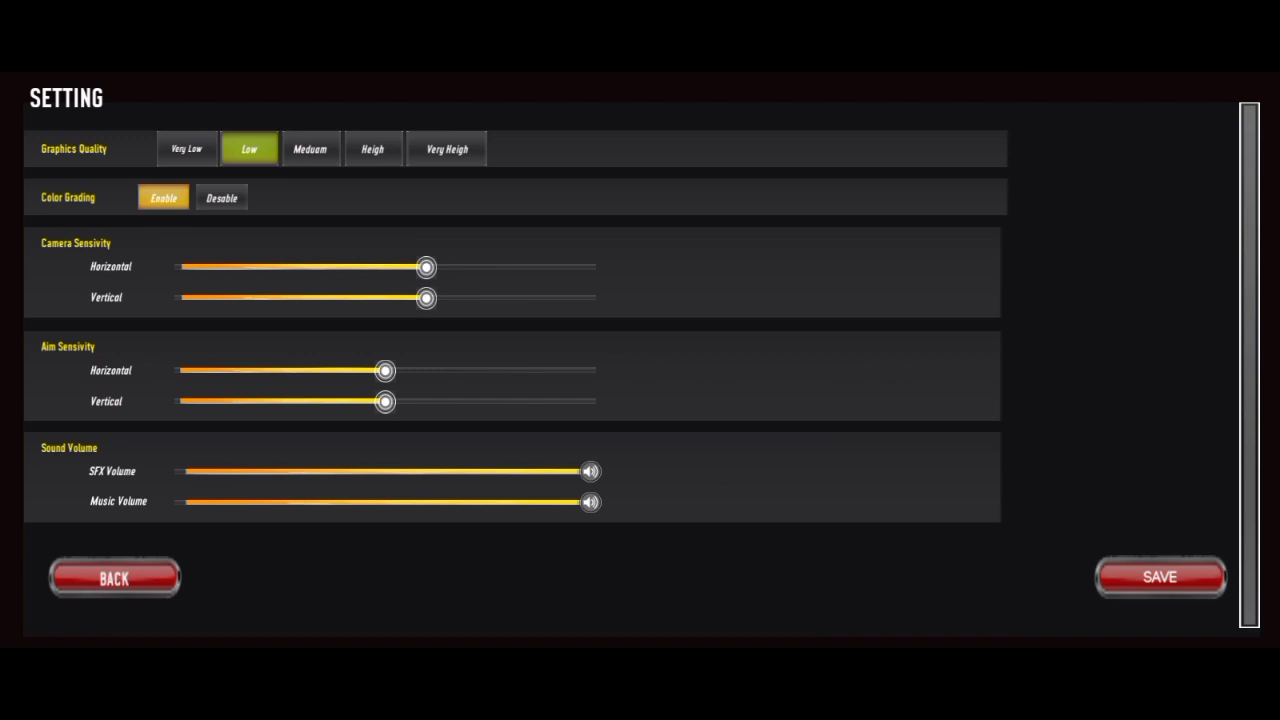 SETTING
Graphics Quality Very Low Low Meduam Heigh Very Heigh
Color Grading Enable Desable
Camera Sensivity
Horizontal
Vertical
Aim Sensivity
Horizontal
Vertical
Sound Volume
SFX Volume
Music Volume
BACK SAVE